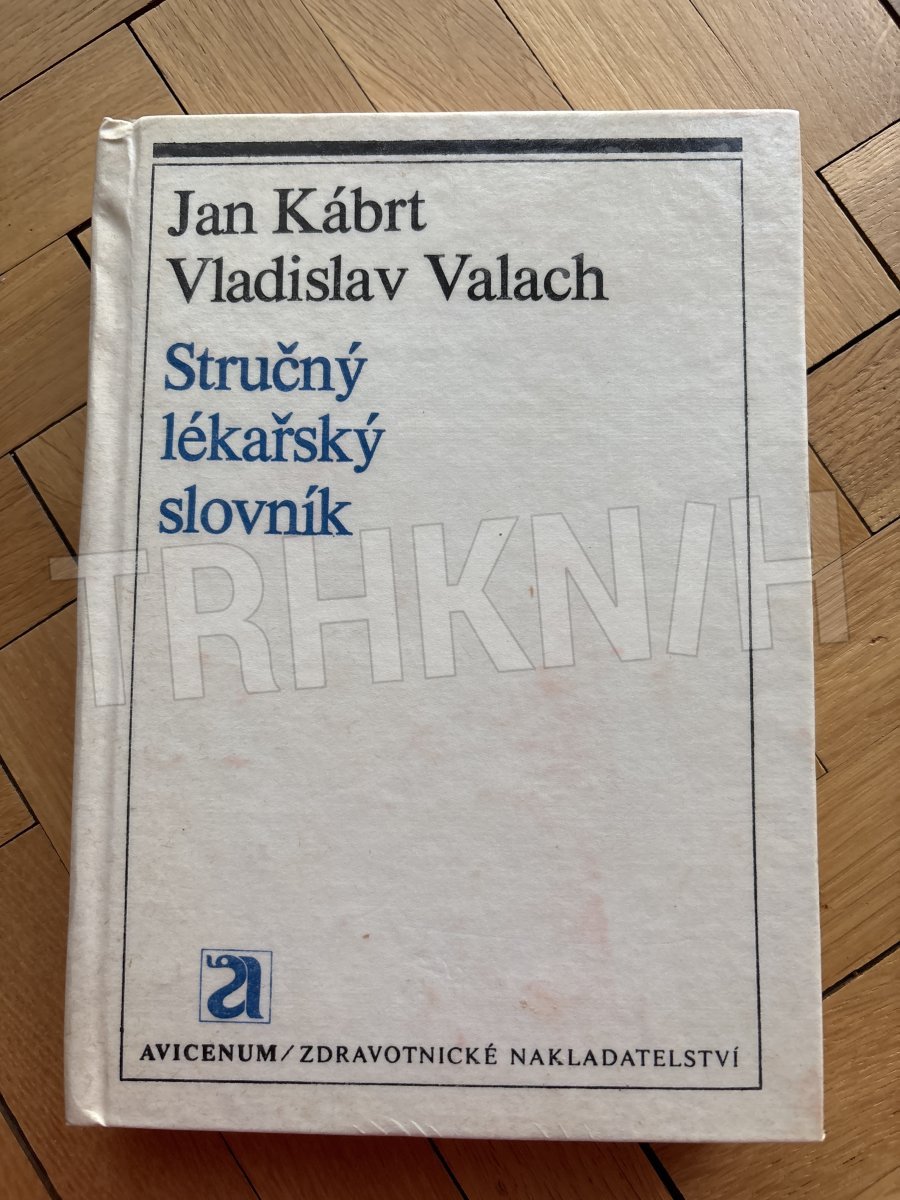 Jan Kábrt
Vladislav Valach
Stručný
lékařský
slovník
TRHKNIH
AVICENUM/ZDRAVOTNICKÉ NAKLADATELSTVÍ